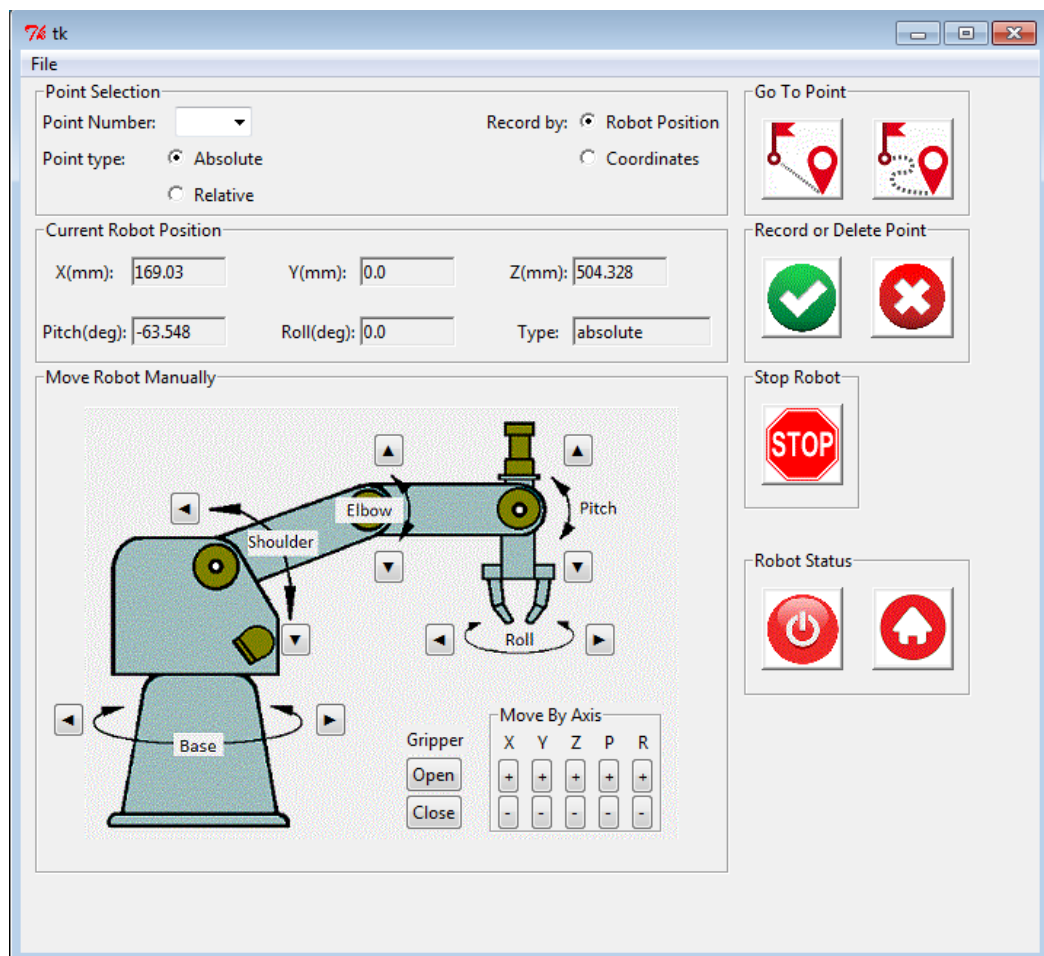 tk
File
Point Selection
Point Number:
Record by: Robot Position
Point type: Absolute
Coordinates
Relative
Go To Point
Current Robot Position
X(mm): 169.03 Y(mm): 0.0 Z(mm): 504.328
Pitch(deg): -63.548 Roll(deg): 0.0 Type: absolute
Record or Delete Point
Move Robot Manually
Elbow
Pitch
Shoulder
Roll
Base
Gripper
Open
Close
Move By Axis
X Y Z P R
+ + + + +
- - - - -
Stop Robot
STOP
Robot Status